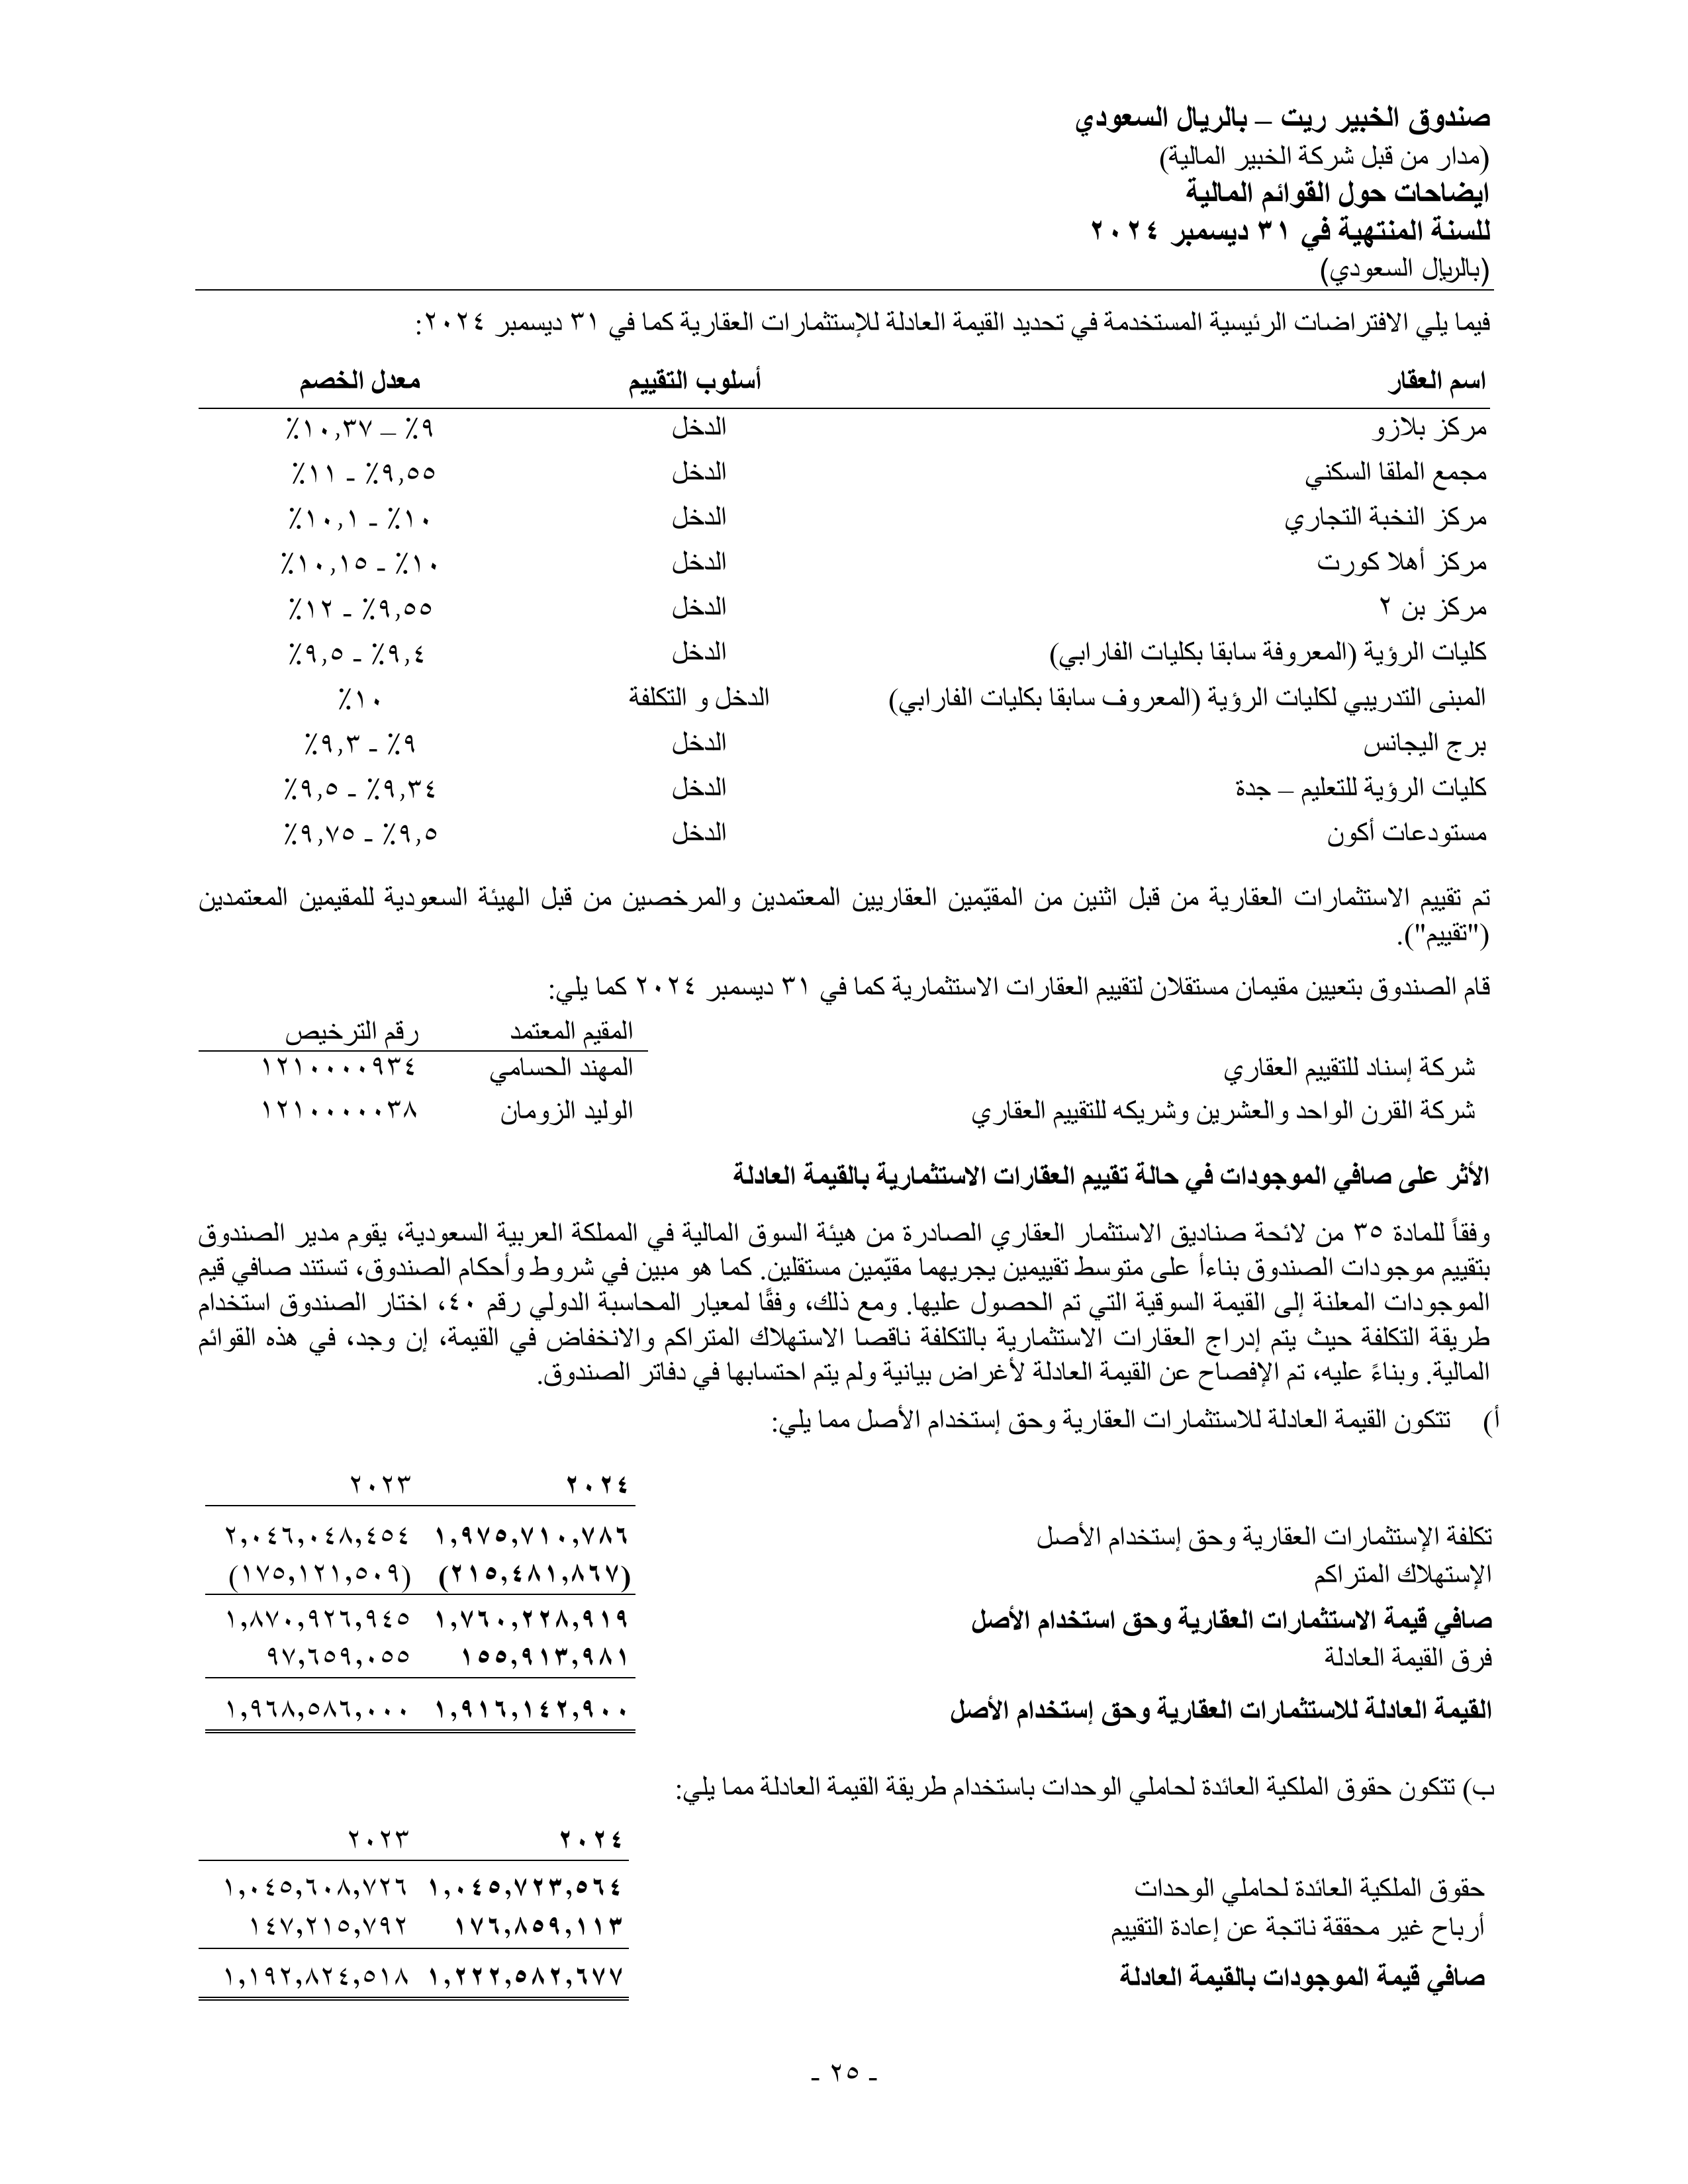 صندوق الخبير ريت – بالريال السعودي
(مدار من قبل شركة الخبير المالية)
ايضاحات حول القوائم المالية
للسنة المنتهية في ٣١ ديسمبر ٢٠٢٤
(بالريال السعودي)
فيما يلي الافتراضات الرئيسية المستخدمة في تحديد القيمة العادلة للإستثمارات العقارية كما في ٣١ ديسمبر ٢٠٢٤:
اسم العقار أسلوب التقييم معدل الخصم
مركز بلازو الدخل ٩٪ – ١٠,٣٧٪
مجمع الملقا السكني الدخل ٩,٥٥٪ - ١١٪
مركز النخبة التجاري الدخل ١٠٪ - ١٠,١٪
مركز أهلا كورت الدخل ١٠٪ - ١٠,١٥٪
مركز بن ٢ الدخل ٩,٥٥٪ - ١٢٪
كليات الرؤية (المعروفة سابقا بكليات الفارابي) الدخل ٩,٤٪ - ٩,٥٪
المبنى التدريبي لكليات الرؤية (المعروف سابقا بكليات الفارابي) الدخل و التكلفة ١٠٪
برج اليجانس الدخل ٩٪ - ٩,٣٪
كليات الرؤية للتعليم – جدة الدخل ٩,٣٤٪ - ٩,٥٪
مستودعات أكون الدخل ٩,٥٪ - ٩,٧٥٪
تم تقييم الاستثمارات العقارية من قبل اثنين من المقيّمين العقاريين المعتمدين والمرخصين من قبل الهيئة السعودية للمقيمين المعتمدين
("تقييم").
قام الصندوق بتعيين مقيمان مستقلان لتقييم العقارات الاستثمارية كما في ٣١ ديسمبر ٢٠٢٤ كما يلي:
المقيم المعتمد رقم الترخيص
شركة إسناد للتقييم العقاري المهند الحسامي ١٢١٠٠٠٠٩٣٤
شركة القرن الواحد والعشرين وشريكه للتقييم العقاري الوليد الزومان ١٢١٠٠٠٠٠٣٨
الأثر على صافي الموجودات في حالة تقييم العقارات الاستثمارية بالقيمة العادلة
وفقاً للمادة ٣٥ من لائحة صناديق الاستثمار العقاري الصادرة من هيئة السوق المالية في المملكة العربية السعودية، يقوم مدير الصندوق
بتقييم موجودات الصندوق بناءأ على متوسط تقييمين يجريهما مقيّمين مستقلين. كما هو مبين في شروط وأحكام الصندوق، تستند صافي قيم
الموجودات المعلنة إلى القيمة السوقية التي تم الحصول عليها. ومع ذلك، وفقًا لمعيار المحاسبة الدولي رقم ٤٠، اختار الصندوق استخدام
طريقة التكلفة حيث يتم إدراج العقارات الاستثمارية بالتكلفة ناقصا الاستهلاك المتراكم والانخفاض في القيمة، إن وجد، في هذه القوائم
المالية. وبناءً عليه، تم الإفصاح عن القيمة العادلة لأغراض بيانية ولم يتم احتسابها في دفاتر الصندوق.
أ) تتكون القيمة العادلة للاستثمارات العقارية وحق إستخدام الأصل مما يلي:
٢٠٢٤ ٢٠٢٣
تكلفة الإستثمارات العقارية وحق إستخدام الأصل ١,٩٧٥,٧١٠,٧٨٦ ٢,٠٤٦,٠٤٨,٤٥٤
الإستهلاك المتراكم (٢١٥,٤٨١,٨٦٧) (١٧٥,١٢١,٥٠٩)
صافي قيمة الاستثمارات العقارية وحق استخدام الأصل ١,٧٦٠,٢٢٨,٩١٩ ١,٨٧٠,٩٢٦,٩٤٥
فرق القيمة العادلة ١٥٥,٩١٣,٩٨١ ٩٧,٦٥٩,٠٥٥
القيمة العادلة للاستثمارات العقارية وحق إستخدام الأصل ١,٩١٦,١٤٢,٩٠٠ ١,٩٦٨,٥٨٦,٠٠٠
ب) تتكون حقوق الملكية العائدة لحاملي الوحدات باستخدام طريقة القيمة العادلة مما يلي:
٢٠٢٤ ٢٠٢٣
حقوق الملكية العائدة لحاملي الوحدات ١,٠٤٥,٧٢٣,٥٦٤ ١,٠٤٥,٦٠٨,٧٢٦
أرباح غير محققة ناتجة عن إعادة التقييم ١٧٦,٨٥٩,١١٣ ١٤٧,٢١٥,٧٩٢
صافي قيمة الموجودات بالقيمة العادلة ١,٢٢٢,٥٨٢,٦٧٧ ١,١٩٢,٨٢٤,٥١٨
- ٢٥ -